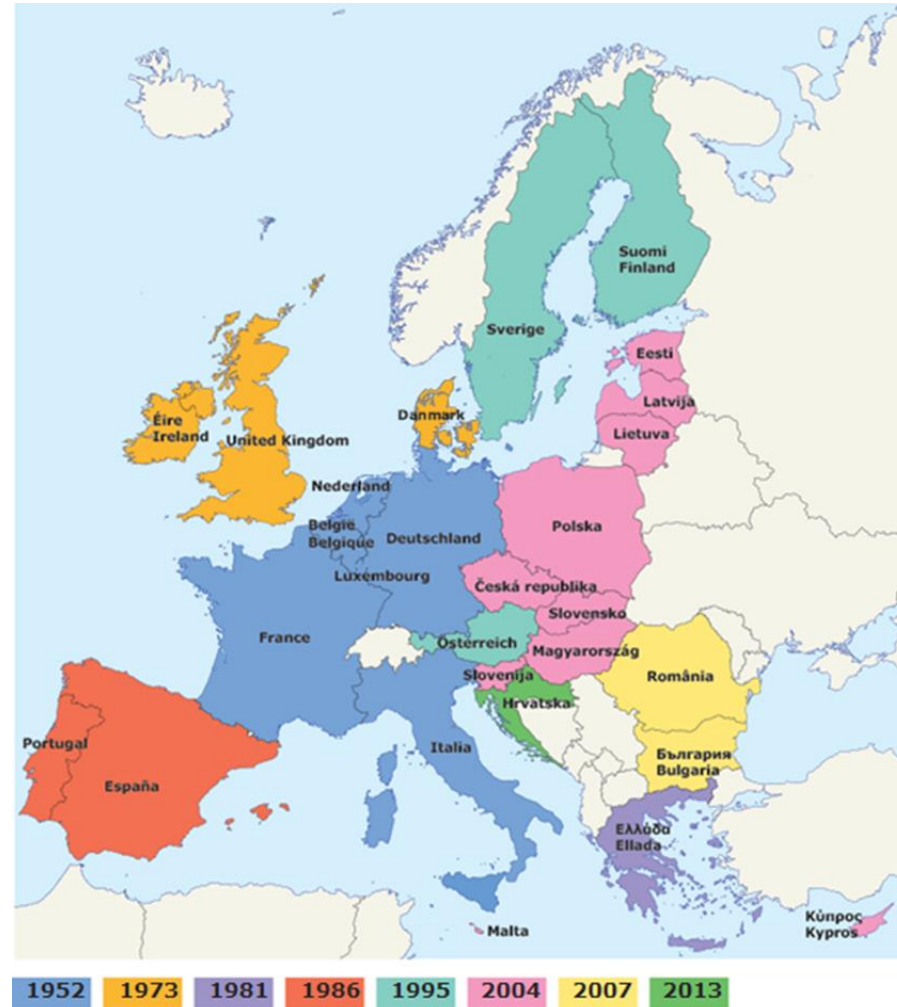 Suomi
Finland
Sverige
Eesti
Latvija
Lietuva
Danmark
Éire
Ireland
United Kingdom
Nederland
België
Belgique
Deutschland
Polska
Luxembourg
Česká republika
Slovensko
France
Österreich
Magyarország
Slovenija
Hrvatska
România
Portugal
España
Italia
България
Bulgaria
Ελλάδα
Ellada
Malta
Κύπρος
Kypros
1952 1973 1981 1986 1995 2004 2007 2013